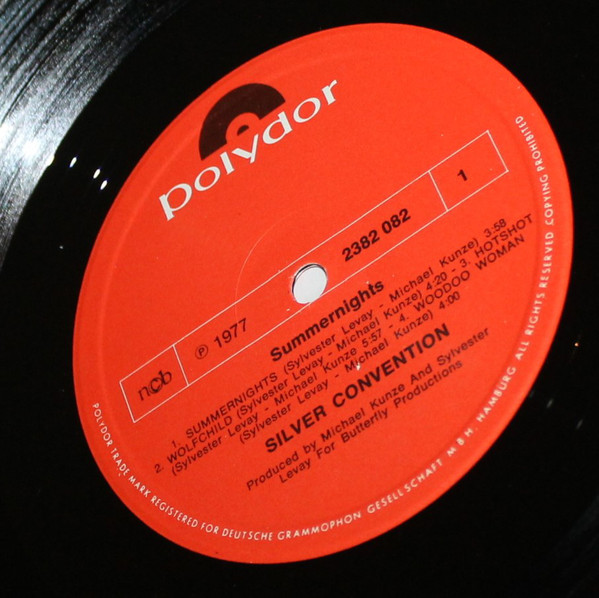 polydor
2382 082
1
ncb
℗ 1977
Summernights
1. SUMMERNIGHTS (Sylvester Levay - Michael Kunze) 3:58
2. WOLFCHILD (Sylvester Levay - Michael Kunze) 4:20 - 3. HOTSHOT
(Sylvester Levay - Michael Kunze 5:57 - 4. WOODOO WOMAN
(Sylvester Levay - Michael Kunze) 4:00
SILVER CONVENTION
Produced by Michael Kunze And Sylvester
Levay For Butterfly Productions
POLYDOR TRADE MARK REGISTERED FOR DEUTSCHE GRAMMOPHON GESELLSCHAFT M.B.H. HAMBURG ALL RIGHTS RESERVED COPYING PROHIBITED